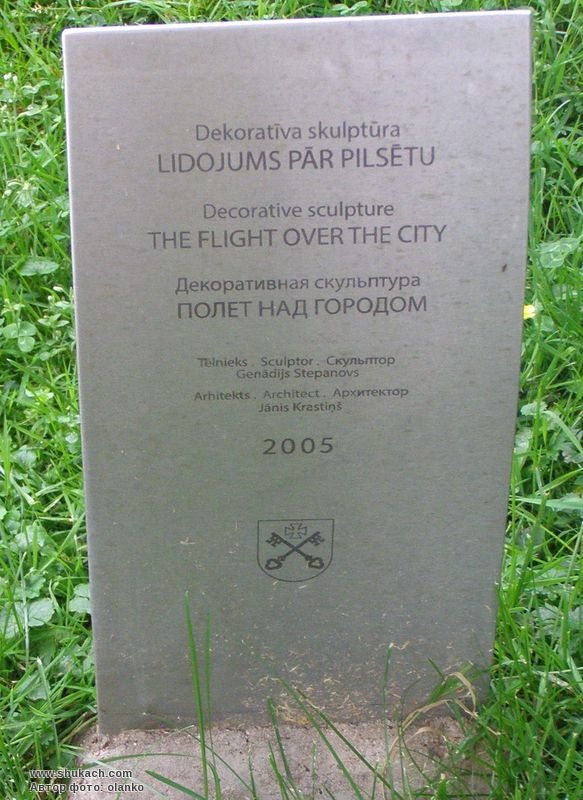 Dekoratīva skulptūra
LIDOJUMS PĀR PILSĒTU
Decorative sculpture
THE FLIGHT OVER THE CITY
Декоративная скульптура
ПОЛЕТ НАД ГОРОДОМ
Tēlnieks . Sculptor . Скульптор
Genādijs Stepanovs
Arhitekts . Architect . Архитектор
Jānis Krastiņš
2005
www.shukach.com
Автор фото: olanko